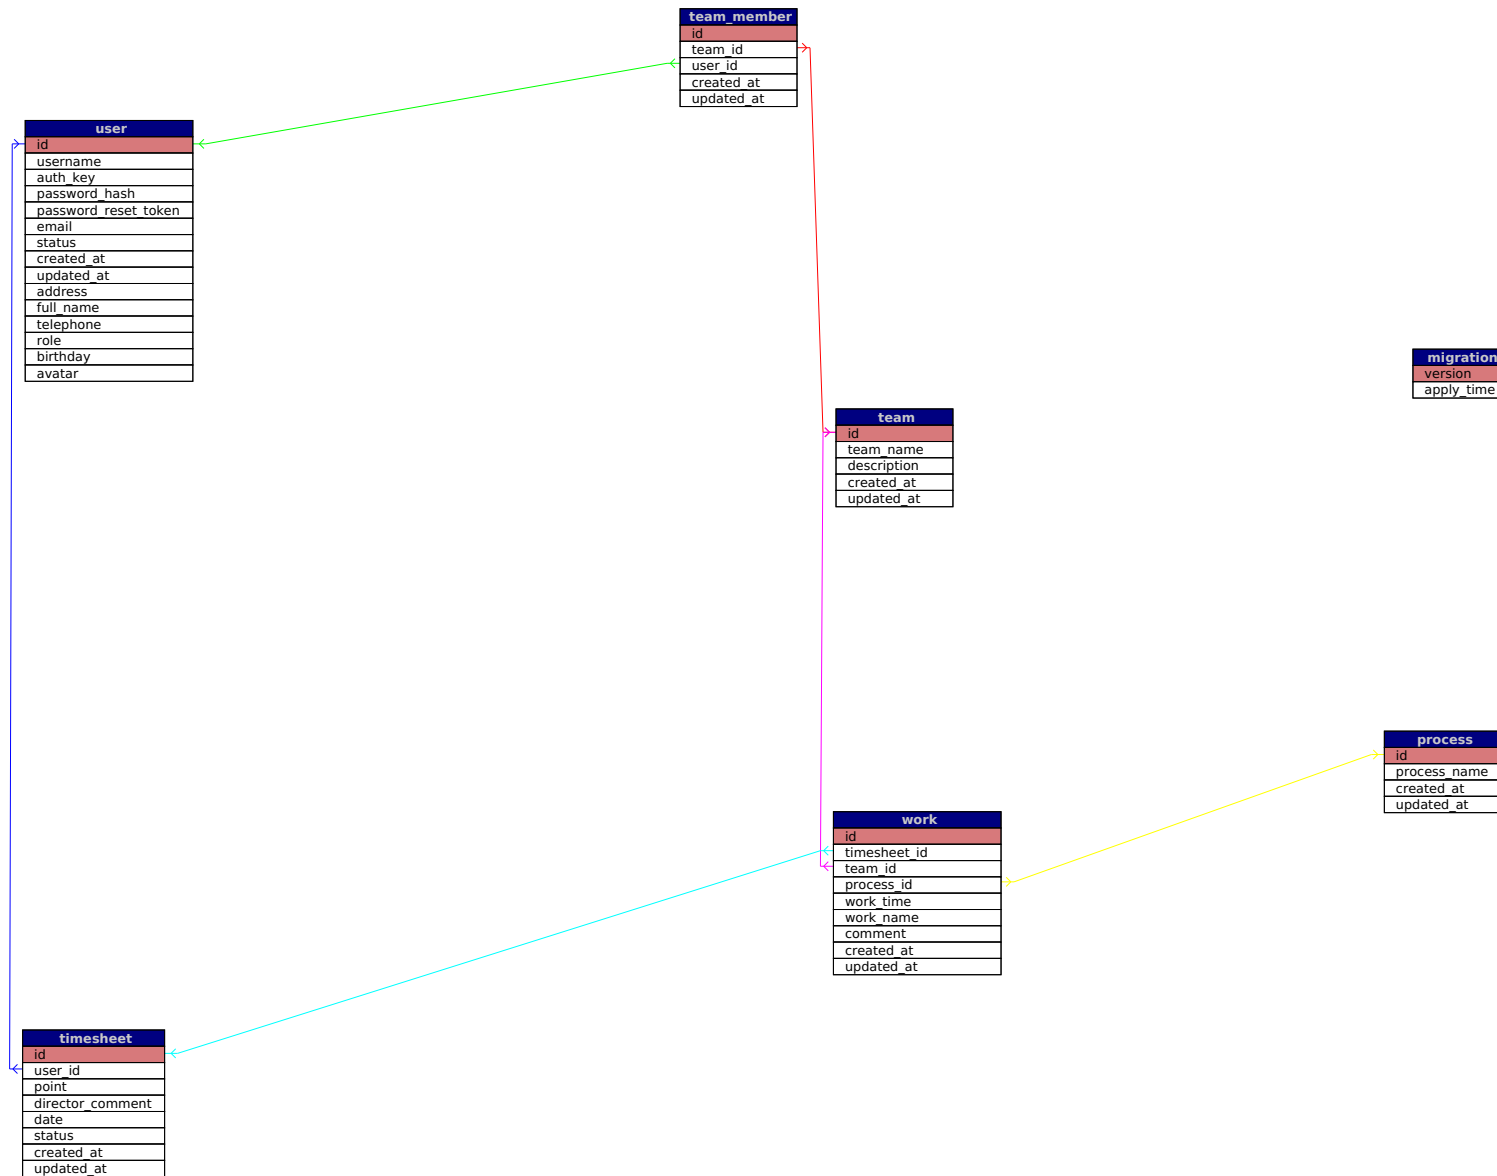 team_member
id
team_id
user_id
created_at
updated_at
user
id
username
auth_key
password_hash
password_reset_token
email
status
created_at
updated_at
address
full_name
telephone
role
birthday
avatar
migration
version
apply_time
team
id
team_name
description
created_at
updated_at
process
id
process_name
created_at
updated_at
work
id
timesheet_id
team_id
process_id
work_time
work_name
comment
created_at
updated_at
timesheet
id
user_id
point
director_comment
date
status
created_at
updated_at